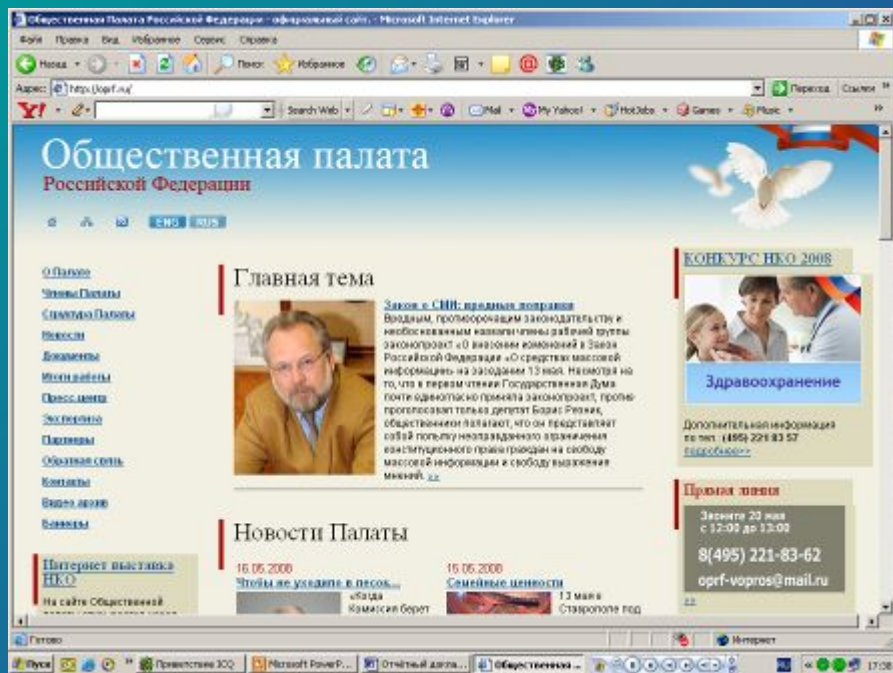 Общественная Палата Российской Федерации - официальный сайт. - Microsoft Internet Explorer
Файл Правка Вид Избранное Сервис Справка
Назад Поиск Избранное
Адрес: http://oprf.ru/ Переход Ссылки
Y! Search Web Mail My Yahoo! HotJobs Games Music
Общественная палата
Российской Федерации
ENG RUS
О Палате
Члены Палаты
Структура Палаты
Новости
Документы
Итоги работы
Пресс центр
Экспертиза
Партнеры
Обратная связь
Контакты
Видео архив
Баннеры
Интернет выставка
НКО
На сайте Общественной
Главная тема
Закон о СМИ: вредные поправки
Вредным, противоречащим законодательству и
необоснованным назвали члены рабочей группы
законопроект «О внесении изменений в Закон
Российской Федерации «О средствах массовой
информации» на заседании 13 мая. Несмотря на
то, что в первом чтении Государственная Дума
почти единогласно приняла законопроект, против
проголосовал только депутат Борис Резник,
общественники полагают, что он представляет
собой попытку неоправданного ограничения
конституционного права граждан на свободу
массовой информации и свободу выражения
мнений. >>
Новости Палаты
16.05.2008
Чтобы не уходило в песок...
«Когда
Комиссия берет
16.05.2008
Семейные ценности
13 мая в
Ставрополе под
КОНКУРС НКО 2008
Здравоохранение
Дополнительная информация
по тел.: (495) 221 83 57
подробнее>>
Прямая линия
Звоните 20 мая
с 12:00 до 13:00
8(495) 221-83-62
oprf-vopros@mail.ru
>>
Готово Интернет
Пуск Приветствие ICQ Microsoft PowerP... Отчётный докла... Общественная ... RU 17:38